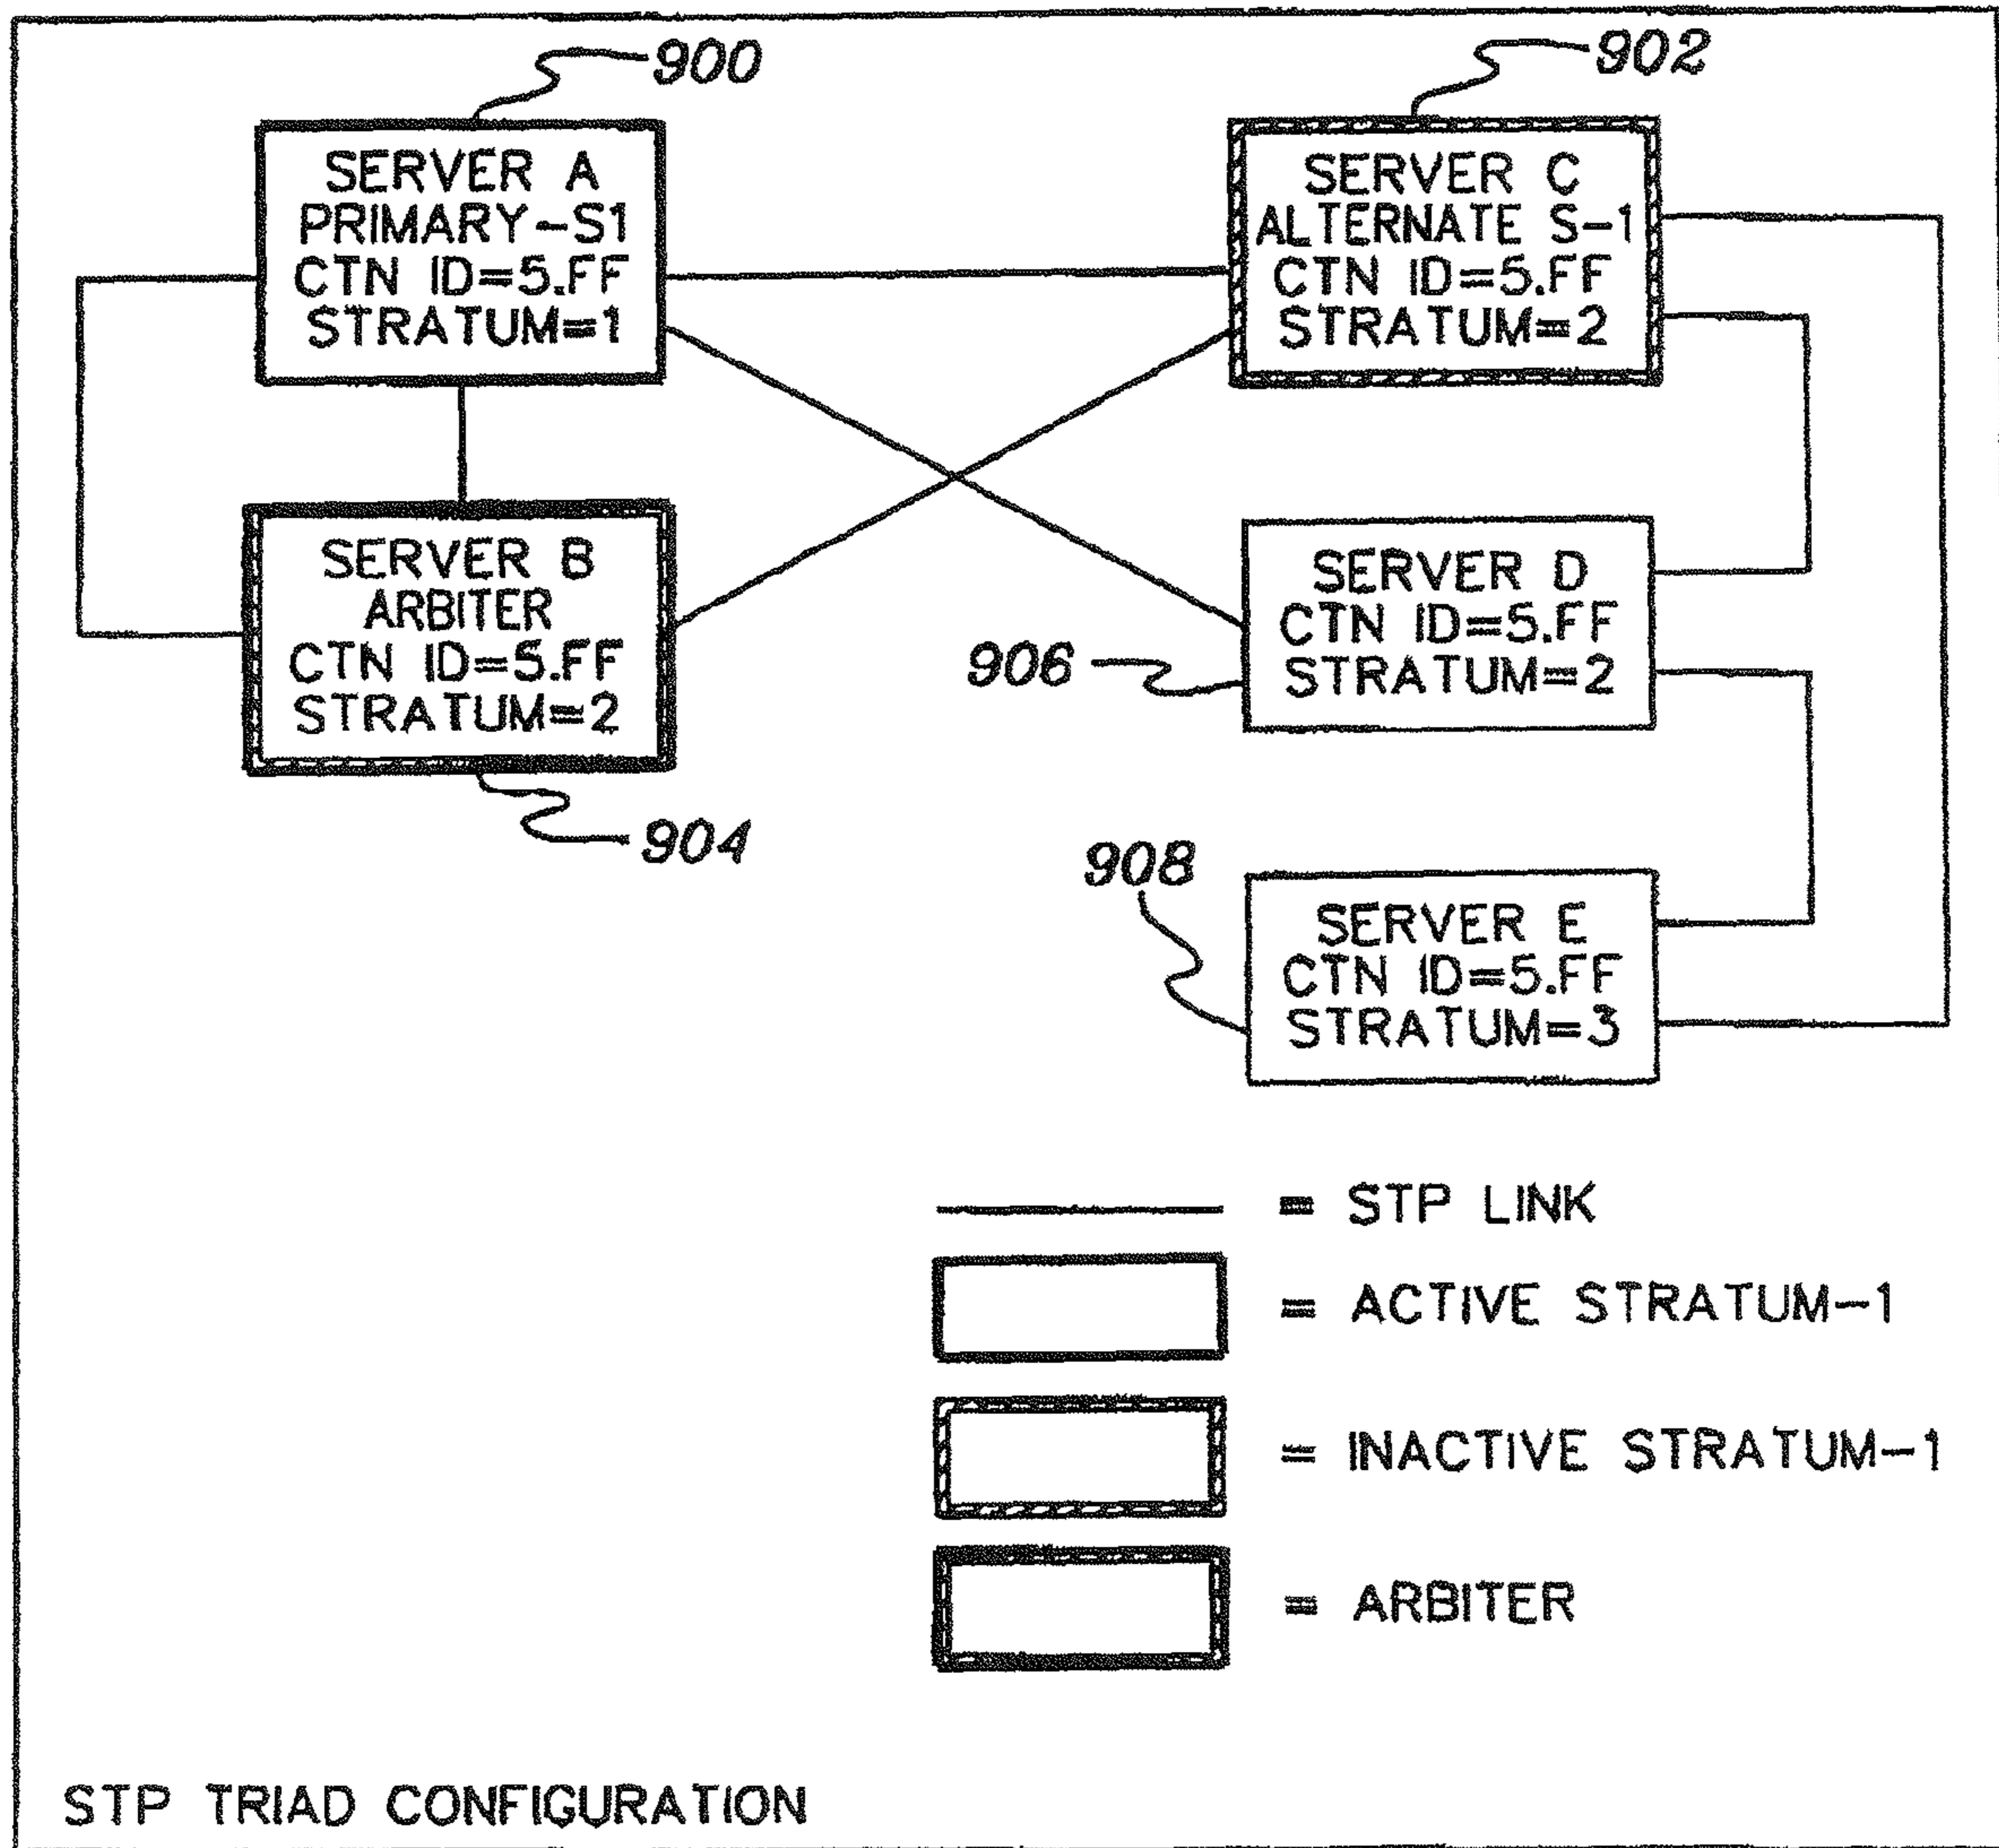 900
902
SERVER A
PRIMARY-S1
CTN ID=5.FF
STRATUM=1
SERVER C
ALTERNATE S-1
CTN ID=5.FF
STRATUM=2
SERVER B
ARBITER
CTN ID=5.FF
STRATUM=2
904
SERVER D
CTN ID=5.FF
STRATUM=2
906
908
SERVER E
CTN ID=5.FF
STRATUM=3
= STP LINK
= ACTIVE STRATUM-1
= INACTIVE STRATUM-1
= ARBITER
STP TRIAD CONFIGURATION